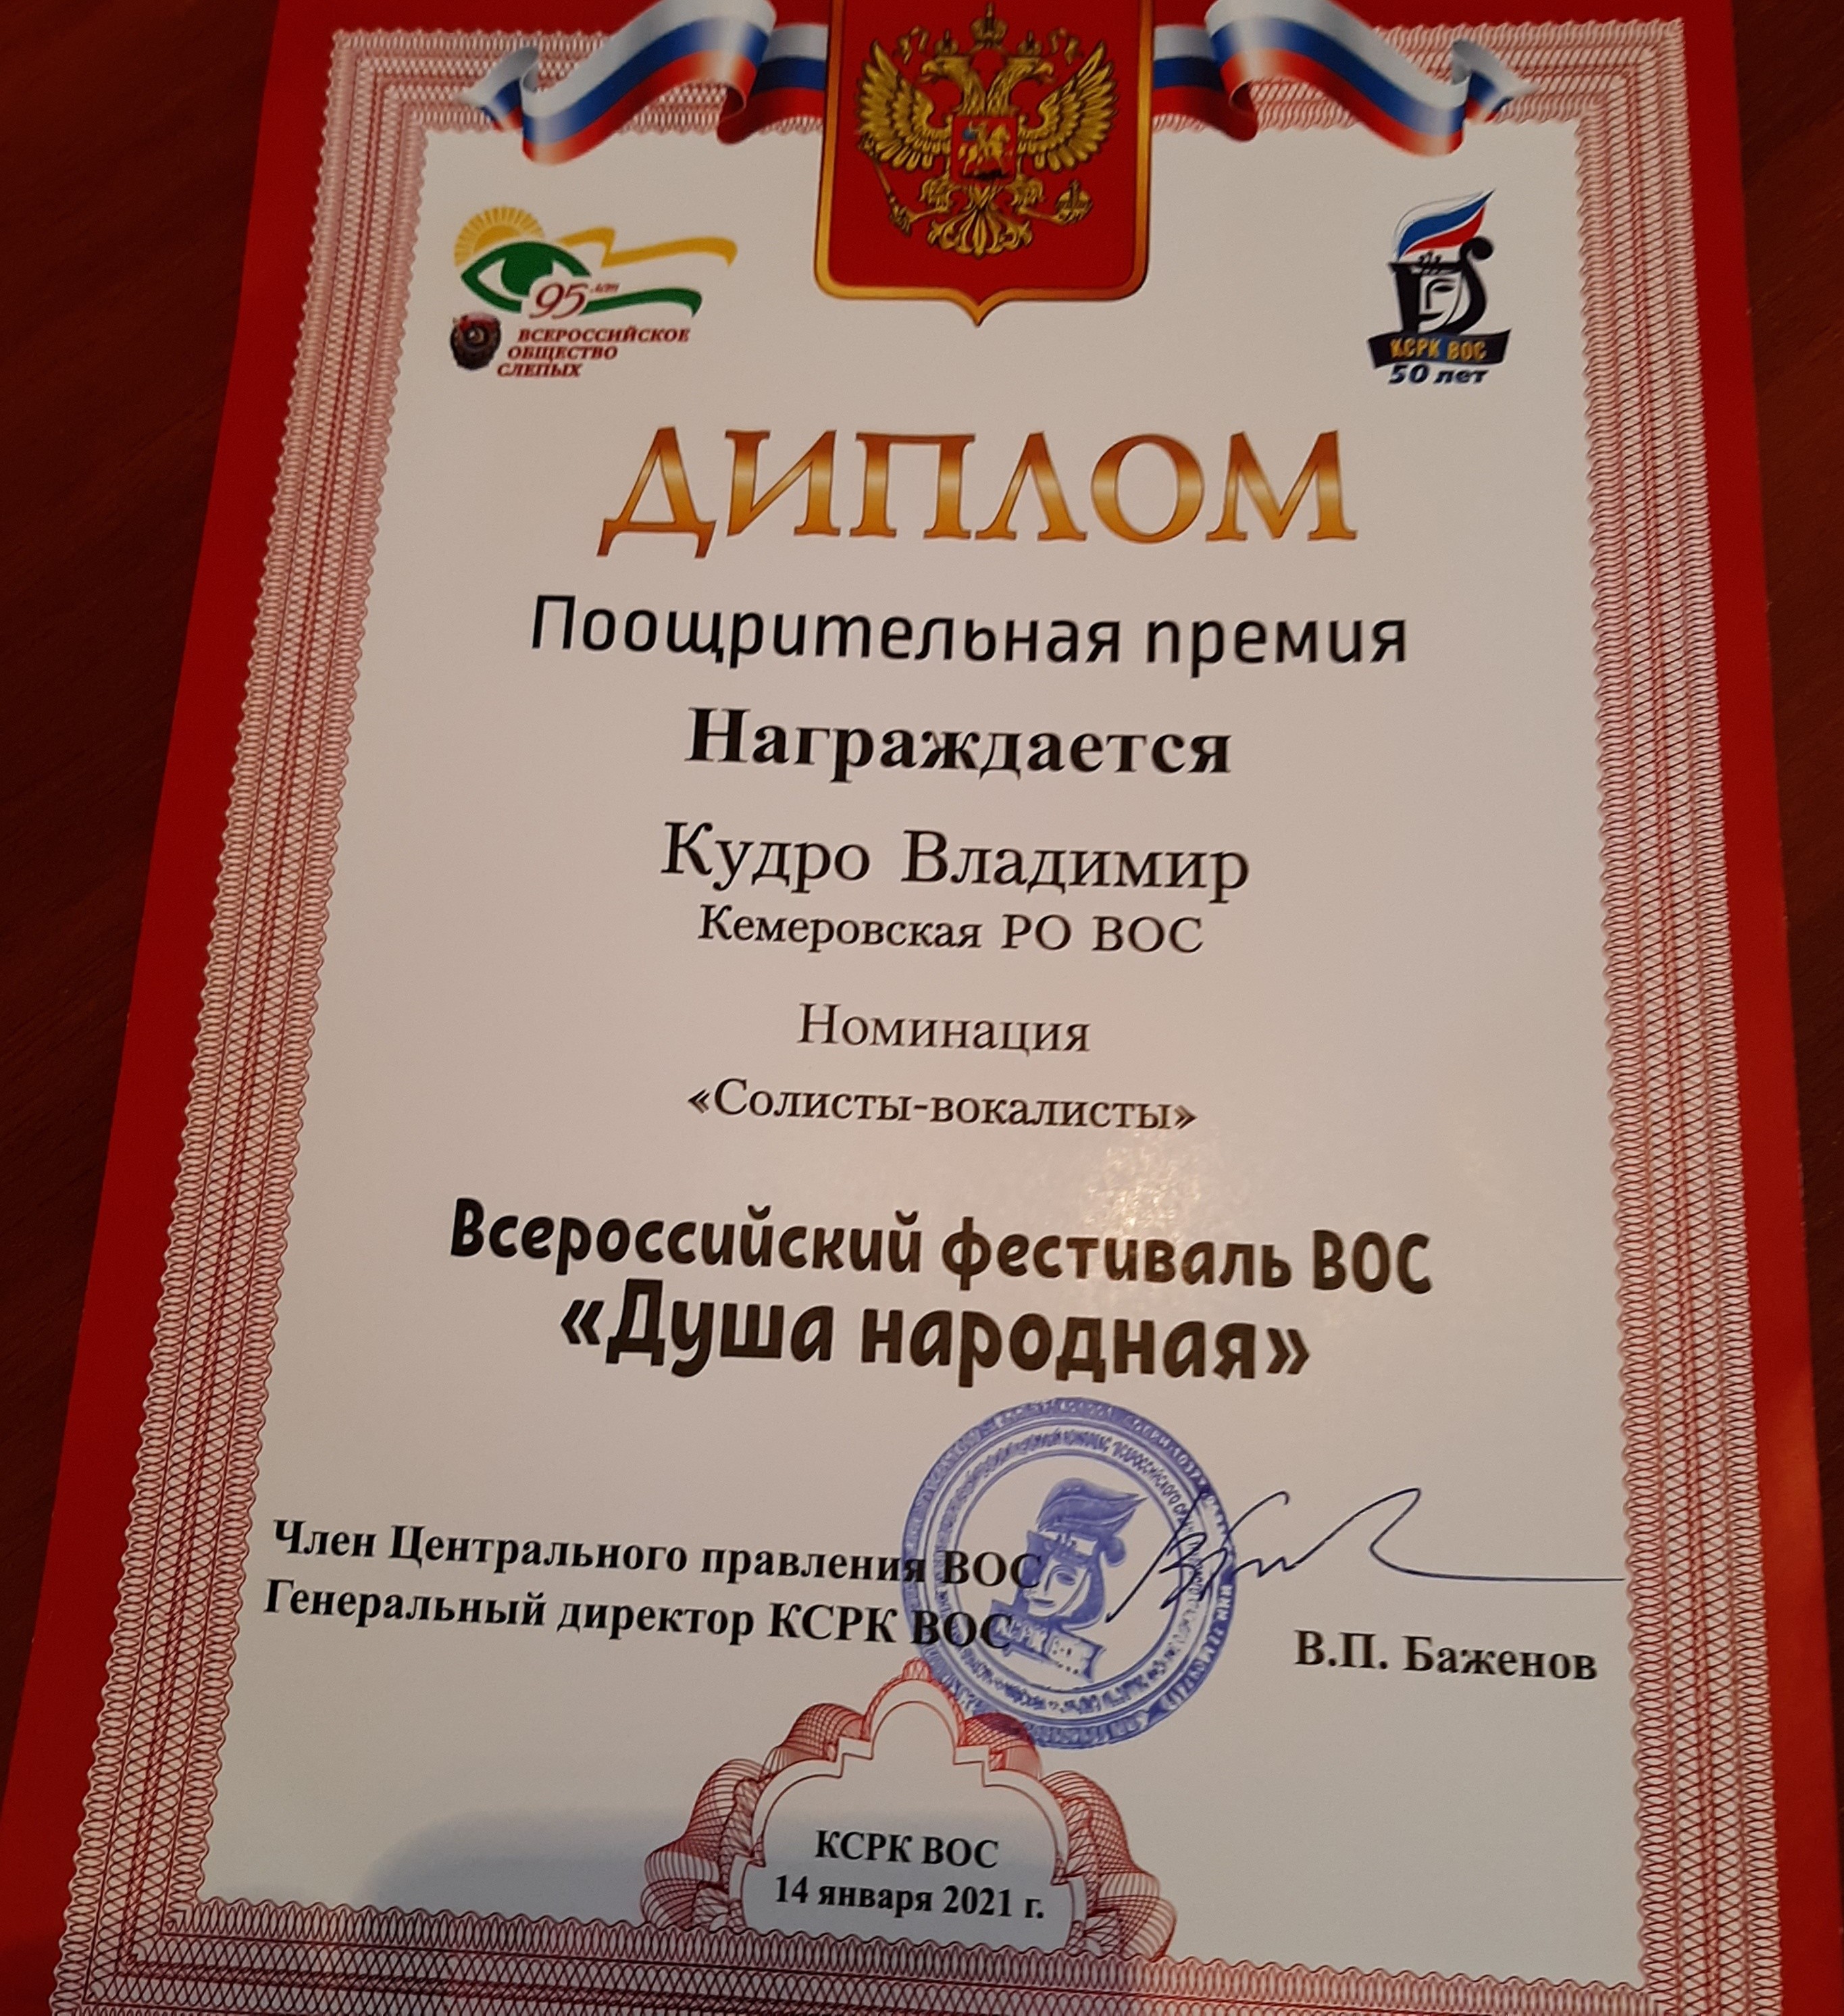 95 лет
ВСЕРОССИЙСКОЕ
ОБЩЕСТВО
СЛЕПЫХ
КСРК ВОС
50 лет
ДИПЛОМ
Поощрительная премия
Награждается
Кудро Владимир
Кемеровская РО ВОС
Номинация
«Солисты-вокалисты»
Всероссийский фестиваль ВОС
«Душа народная»
Член Центрального правления ВОС
Генеральный директор КСРК ВОС
В.П. Баженов
КСРК ВОС
КСРК ВОС
14 января 2021 г.